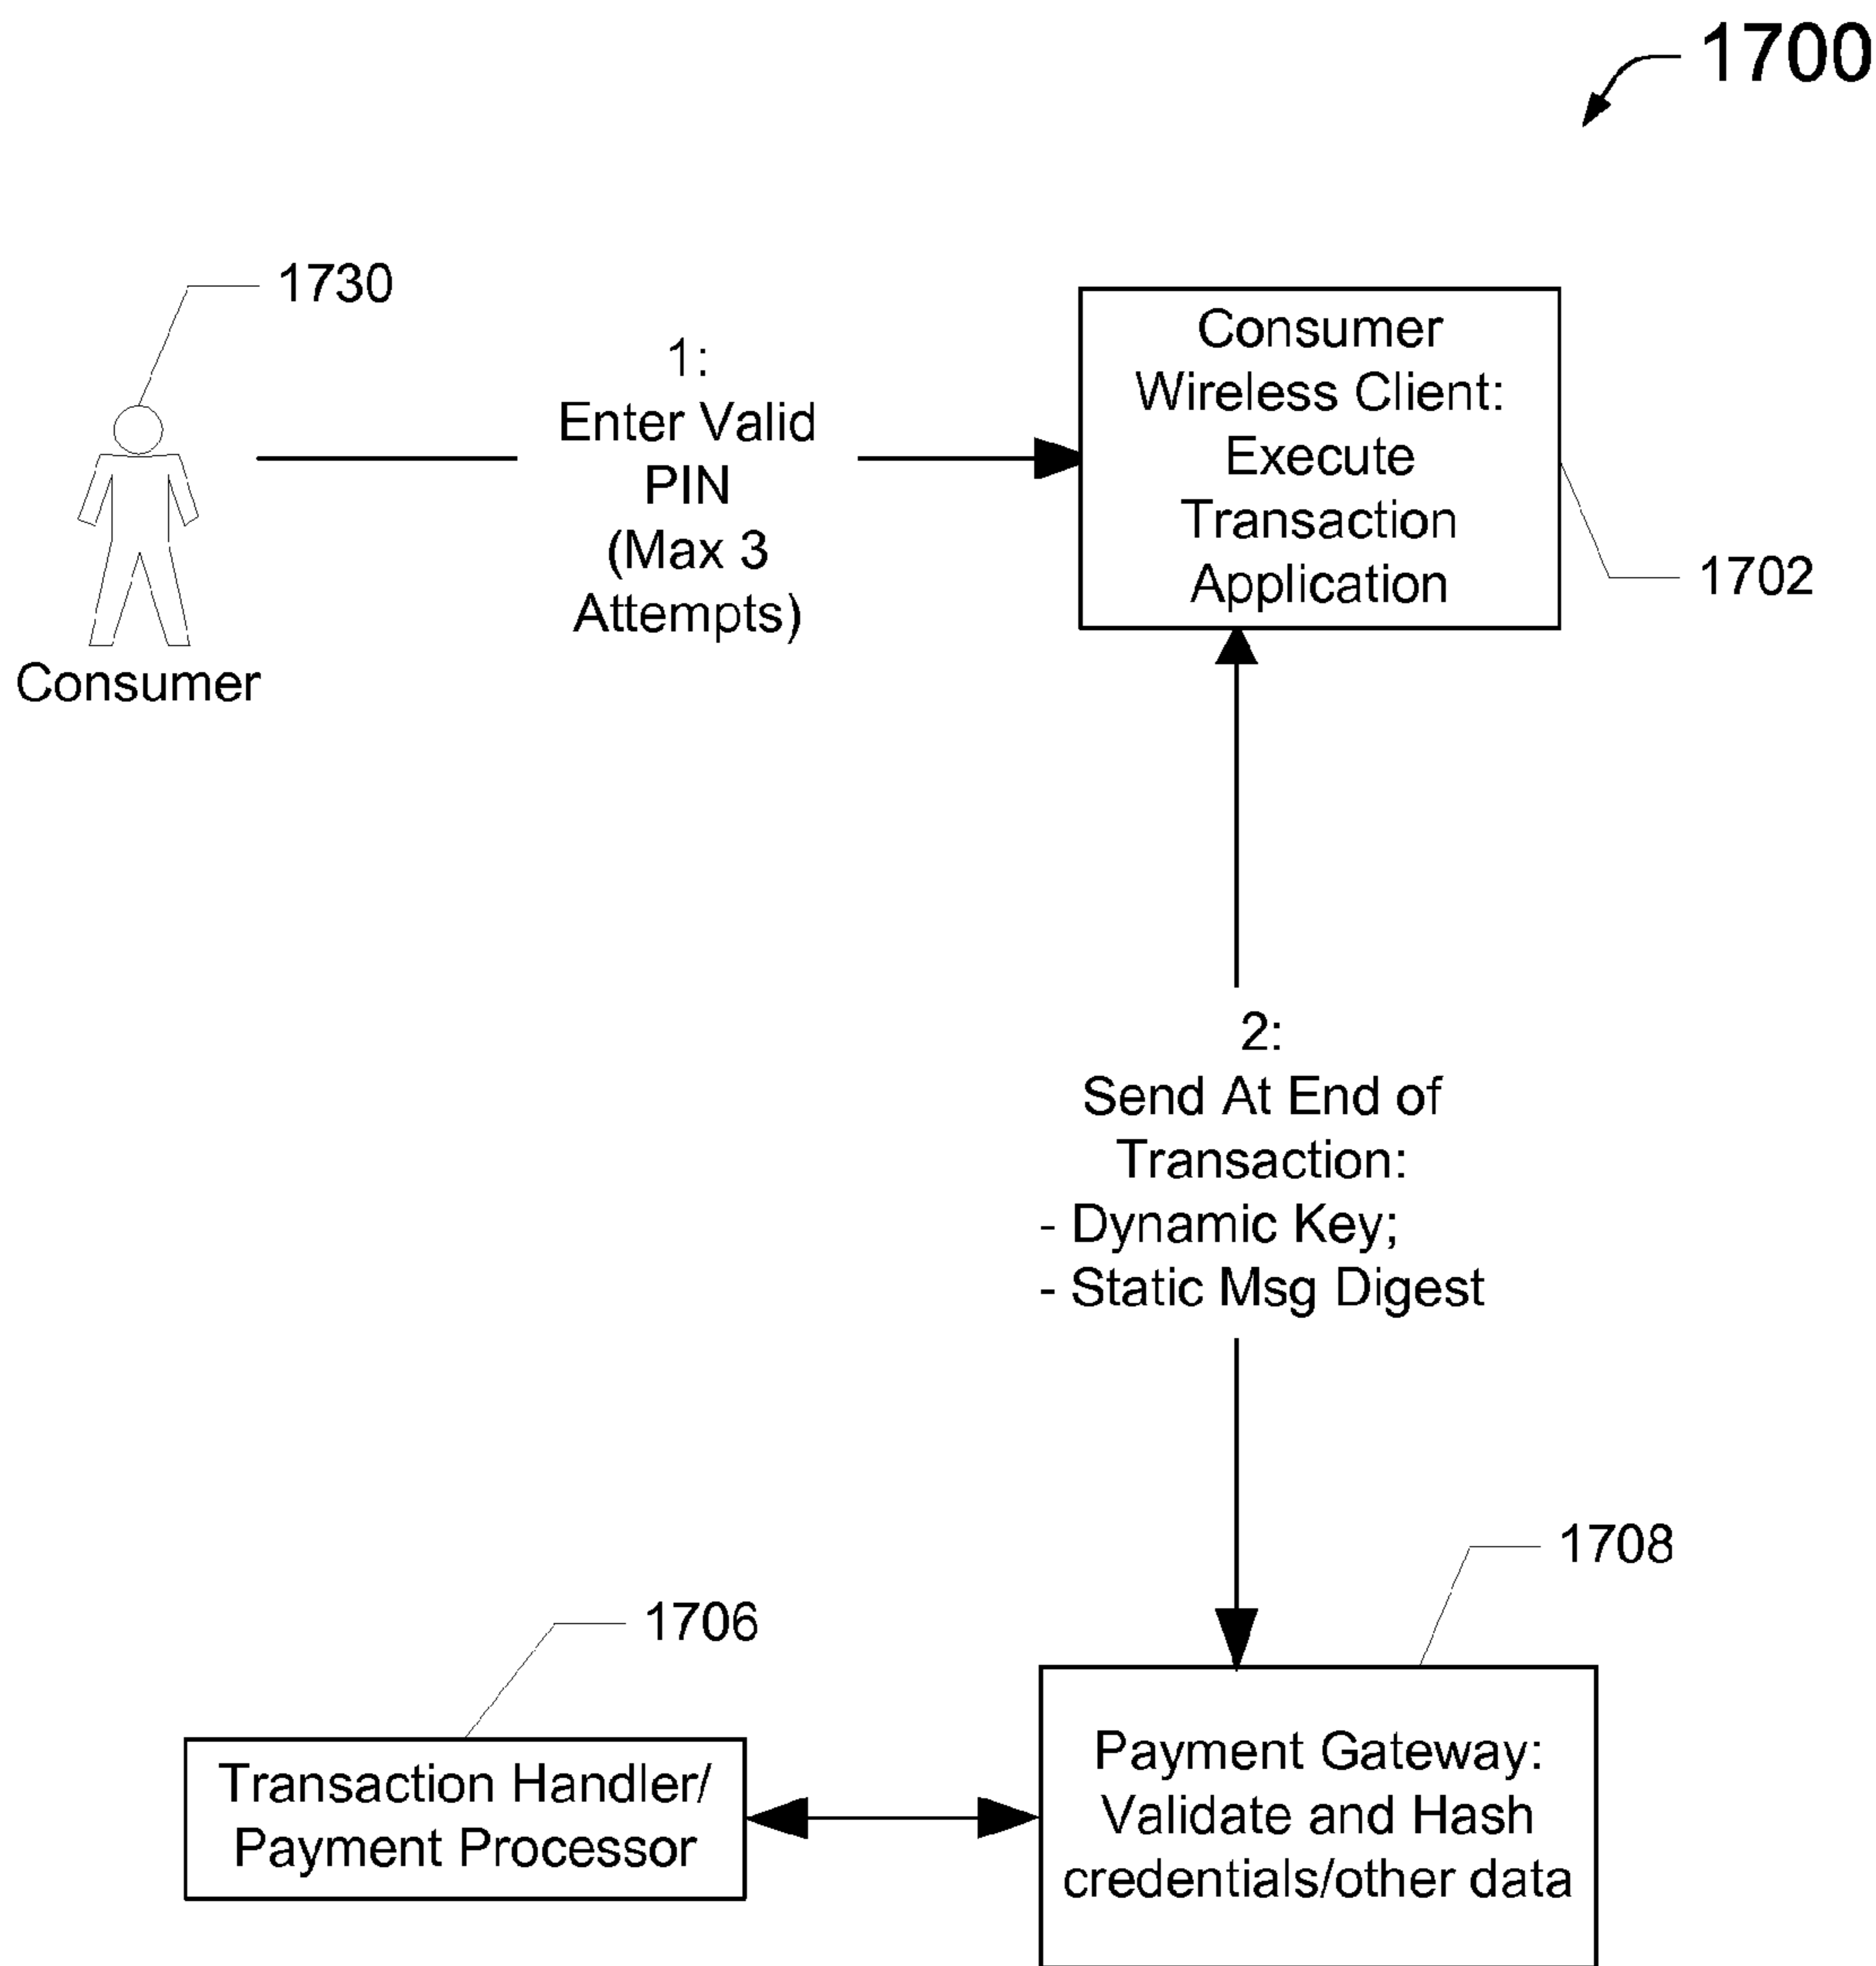 1700
1730
1:
Enter Valid
PIN
(Max 3
Attempts)
Consumer
Consumer
Wireless Client:
Execute
Transaction
Application
1702
2:
Send At End of
Transaction:
- Dynamic Key;
- Static Msg Digest
1708
1706
Transaction Handler/
Payment Processor
Payment Gateway:
Validate and Hash
credentials/other data